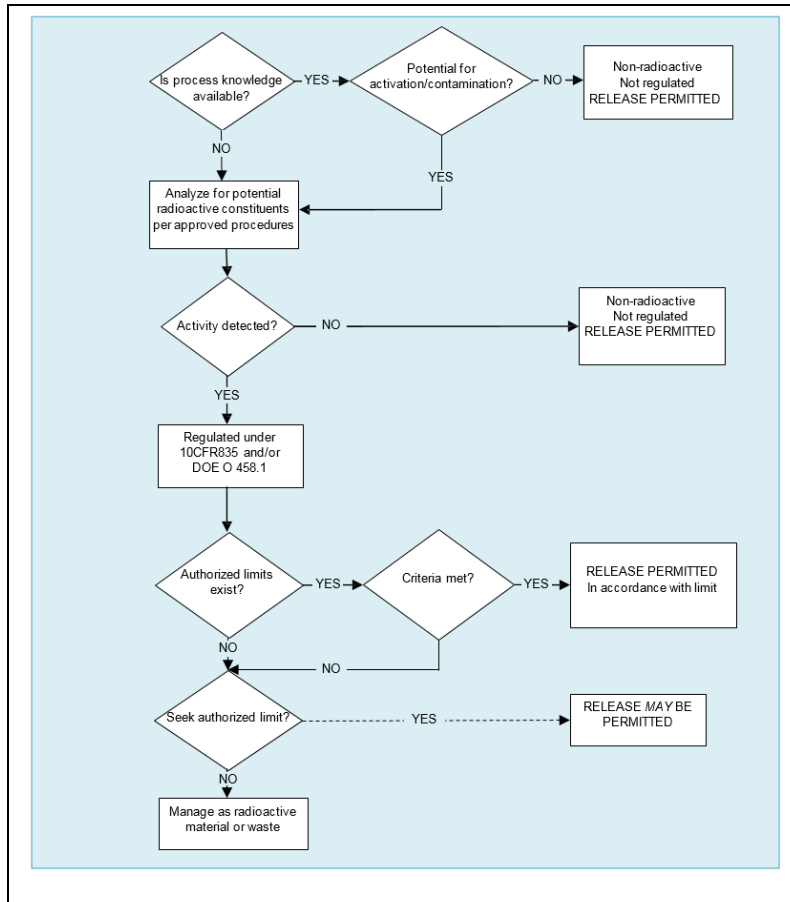 Is process knowledge
available?
YES
Potential for
activation/contamination?
NO
Non-radioactive
Not regulated
RELEASE PERMITTED
NO
YES
Analyze for potential
radioactive constituents
per approved procedures
Activity detected?
NO
Non-radioactive
Not regulated
RELEASE PERMITTED
YES
Regulated under
10CFR835 and/or
DOE O 458.1
Authorized limits
exist?
YES
Criteria met?
YES
RELEASE PERMITTED
In accordance with limit
NO
NO
Seek authorized limit?
YES
RELEASE MAY BE
PERMITTED
NO
Manage as radioactive
material or waste